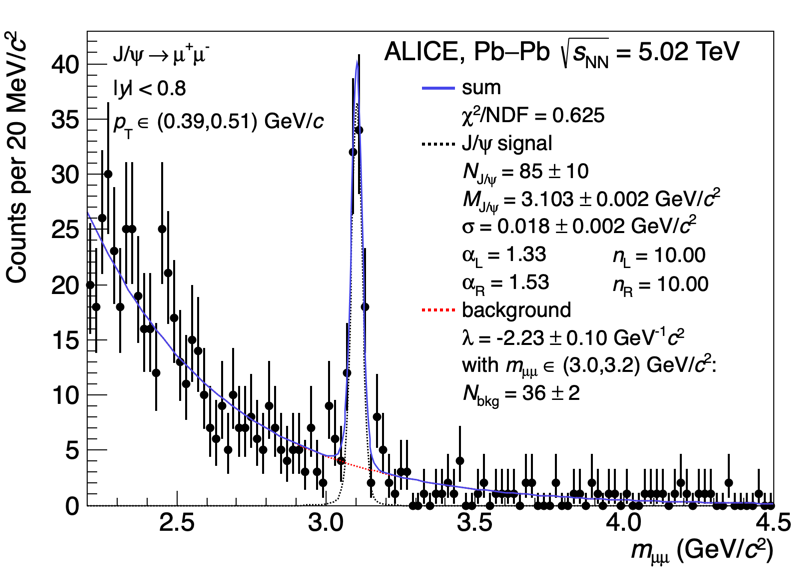 J/ψ → μ⁺μ⁻
|y| < 0.8
p_T ∈ (0.39,0.51) GeV/c
ALICE, Pb–Pb √s_NN = 5.02 TeV
sum
χ²/NDF = 0.625
J/ψ signal
N_J/ψ = 85 ± 10
M_J/ψ = 3.103 ± 0.002 GeV/c²
σ = 0.018 ± 0.002 GeV/c²
α_L = 1.33 n_L = 10.00
α_R = 1.53 n_R = 10.00
background
λ = -2.23 ± 0.10 GeV⁻¹c²
with m_μμ ∈ (3.0,3.2) GeV/c²:
N_bkg = 36 ± 2
Counts per 20 MeV/c²
40
35
30
25
20
15
10
5
0
2.5 3.0 3.5 4.0 4.5
m_μμ (GeV/c²)